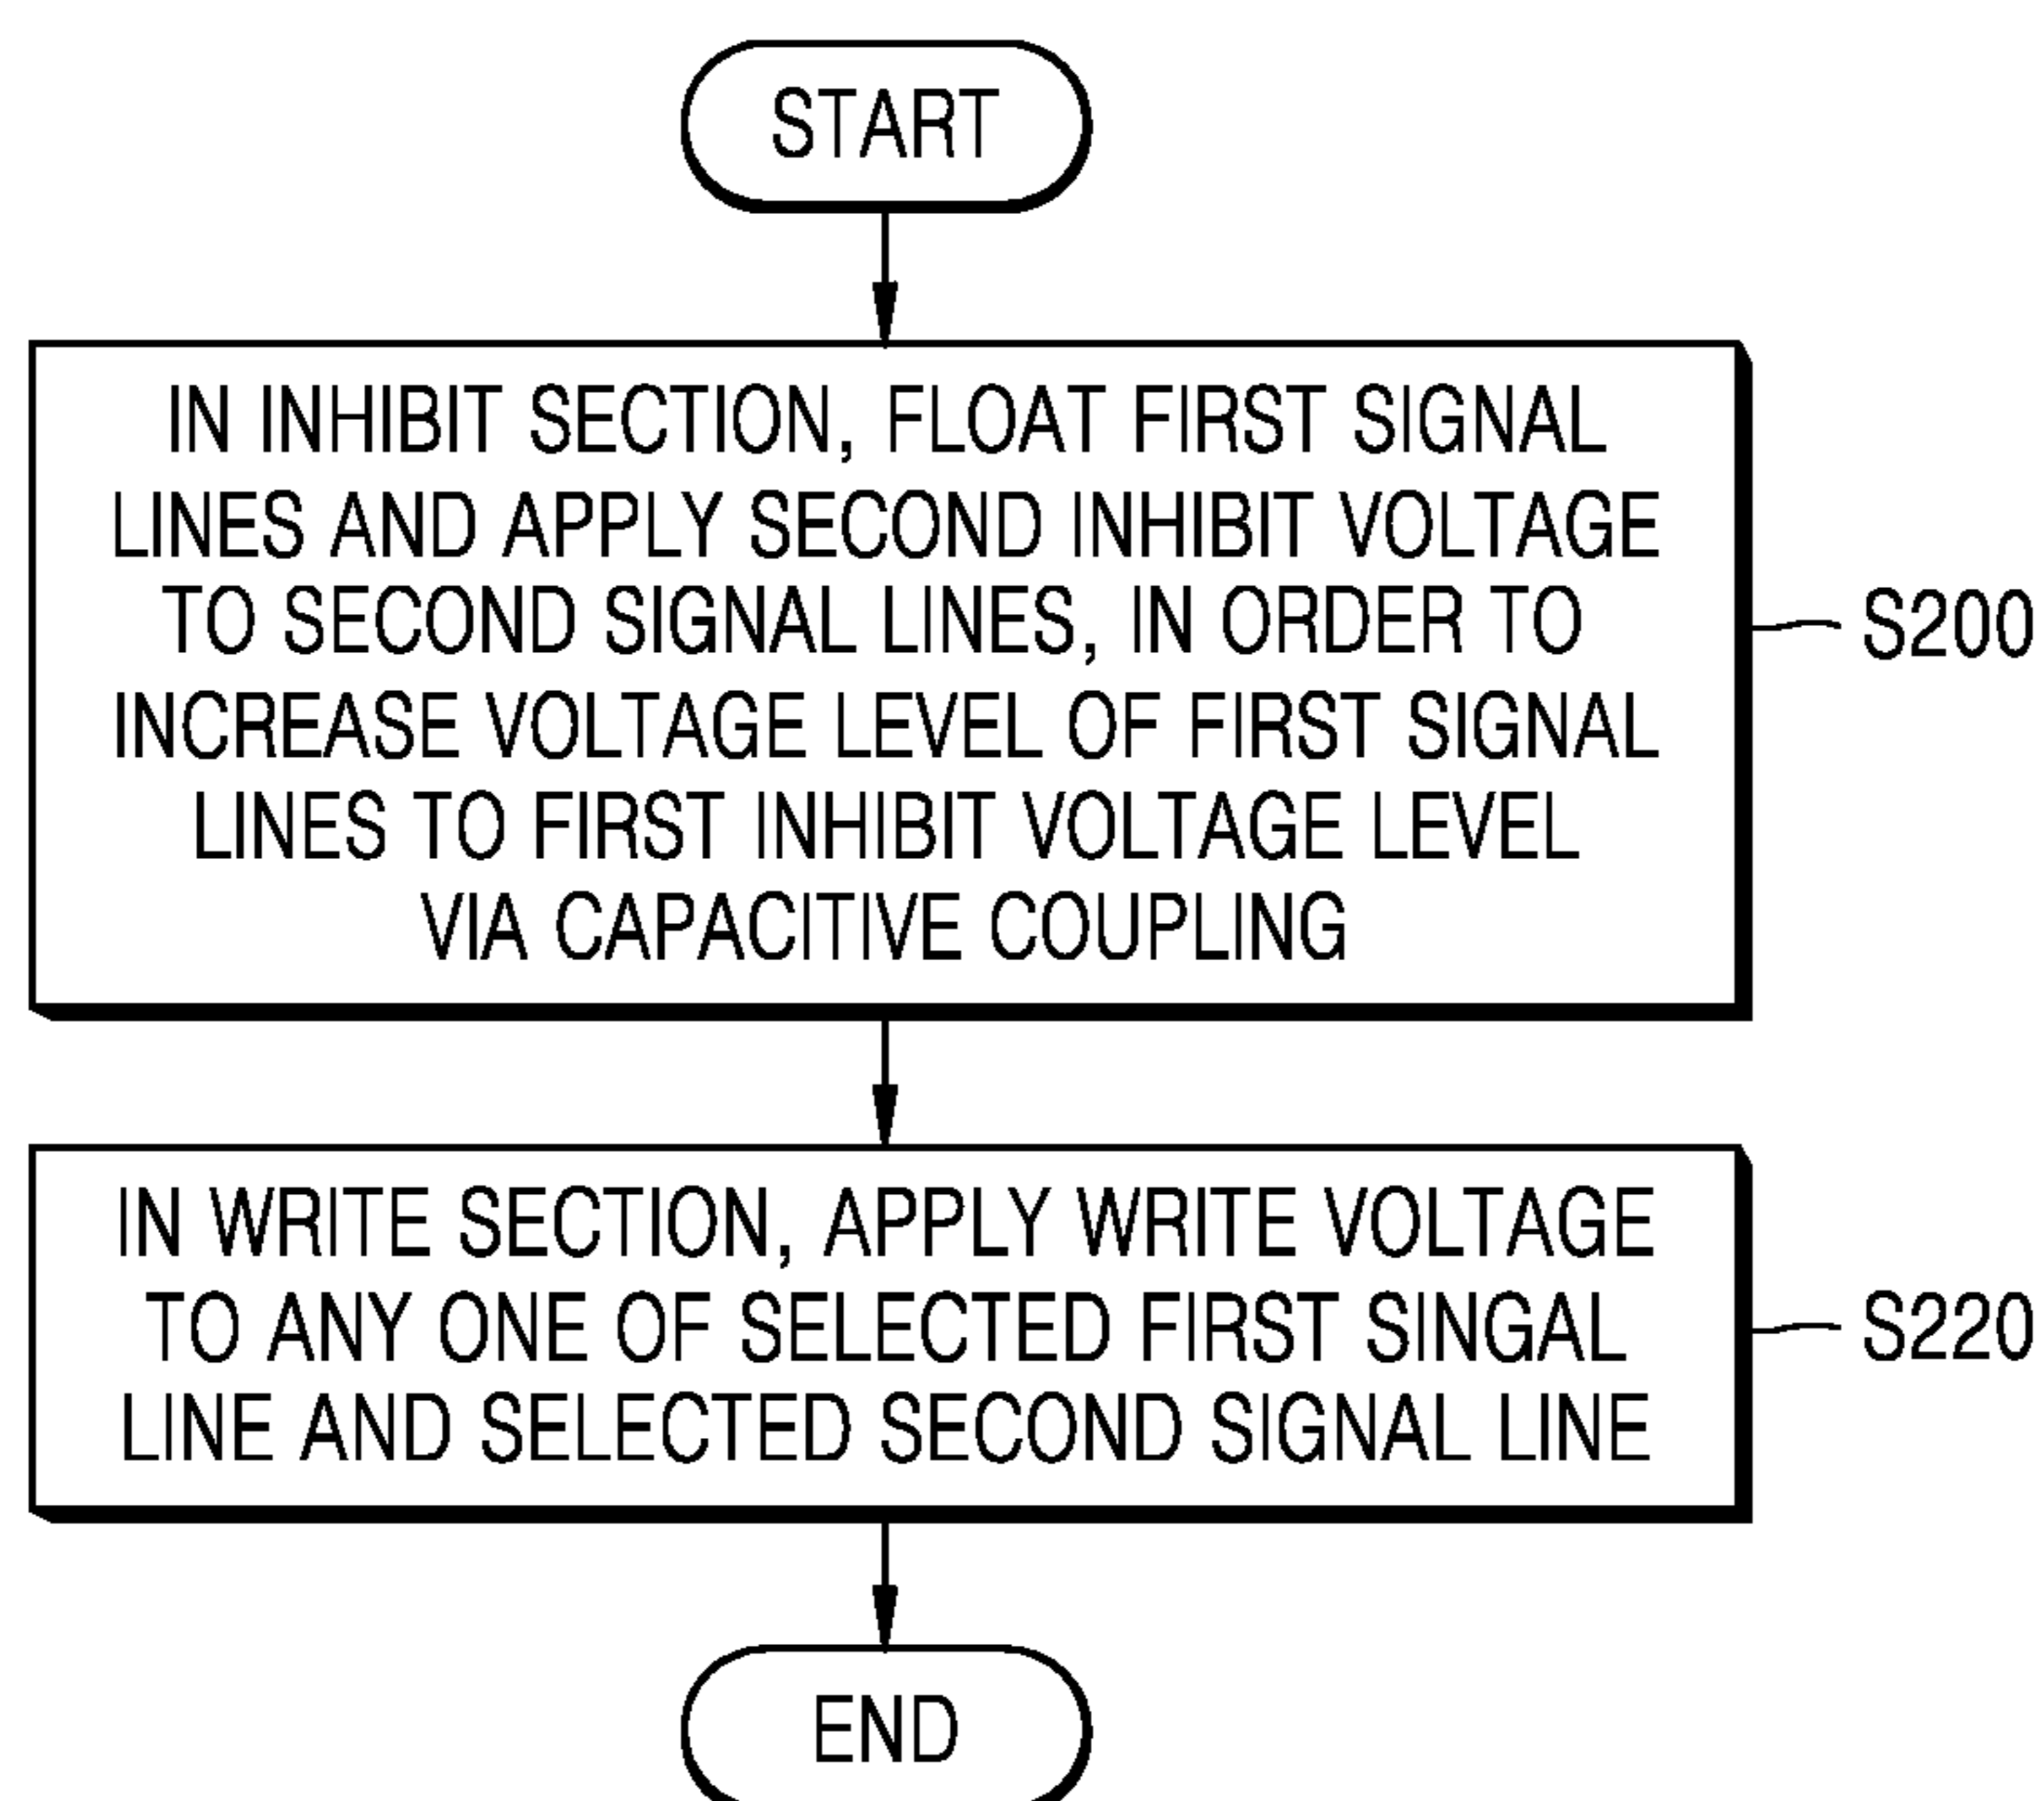 START
IN INHIBIT SECTION, FLOAT FIRST SIGNAL
LINES AND APPLY SECOND INHIBIT VOLTAGE
TO SECOND SIGNAL LINES, IN ORDER TO
INCREASE VOLTAGE LEVEL OF FIRST SIGNAL
LINES TO FIRST INHIBIT VOLTAGE LEVEL
VIA CAPACITIVE COUPLING
S200
IN WRITE SECTION, APPLY WRITE VOLTAGE
TO ANY ONE OF SELECTED FIRST SINGAL
LINE AND SELECTED SECOND SIGNAL LINE
S220
END